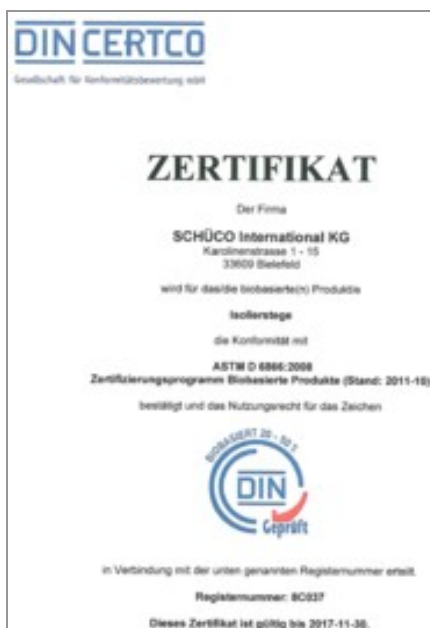 DIN CERTCO
Gesellschaft für Konformitätsbewertung mbH
ZERTIFIKAT
Der Firma
SCHÜCO International KG
Karolinenstrasse 1 - 15
33609 Bielefeld
wird für das/die biobasierte(n) Produkt/e
Isolierstege
die Konformität mit
ASTM D 6866:2008
Zertifizierungsprogramm Biobasierte Produkte (Stand: 2011-10)
bestätigt und das Nutzungsrecht für das Zeichen
BIOBASIERT 20 - 50 %
DIN
Geprüft
in Verbindung mit der unten genannten Registernummer erteilt.
Registernummer: 8C037
Dieses Zertifikat ist gültig bis 2017-11-30.